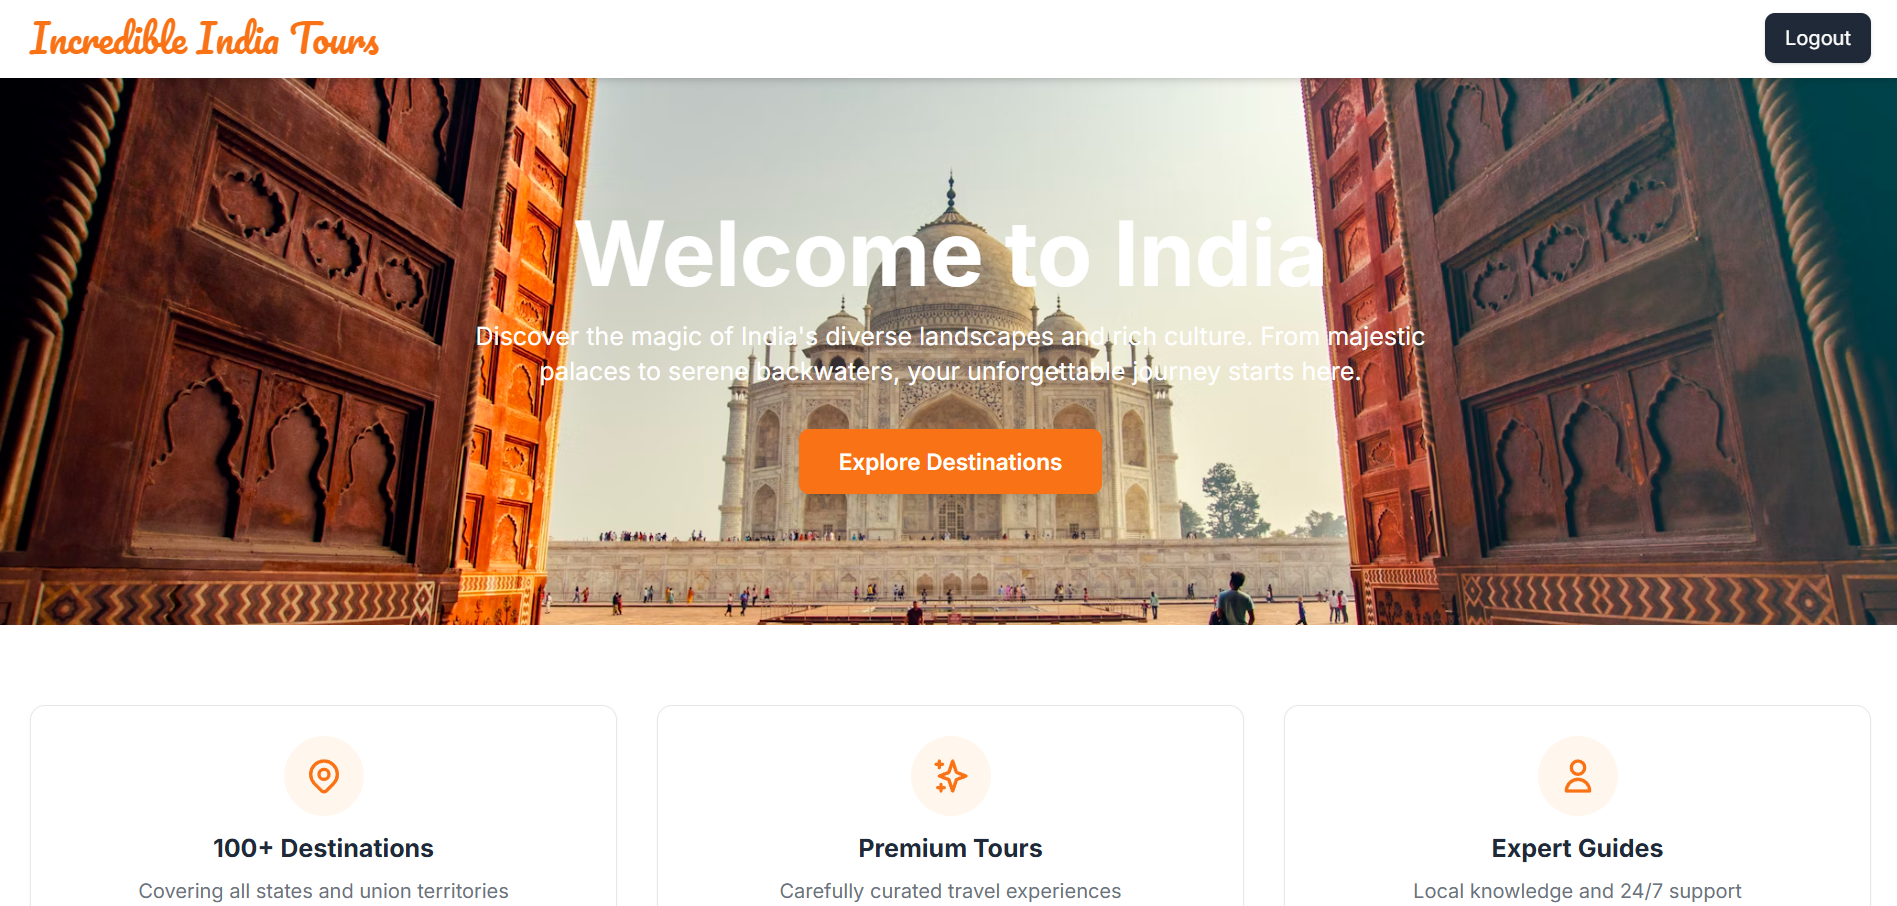 Incredible India Tours
Logout
Welcome to India
Discover the magic of India's diverse landscapes and rich culture. From majestic
palaces to serene backwaters, your unforgettable journey starts here.
Explore Destinations
100+ Destinations
Covering all states and union territories
Premium Tours
Carefully curated travel experiences
Expert Guides
Local knowledge and 24/7 support